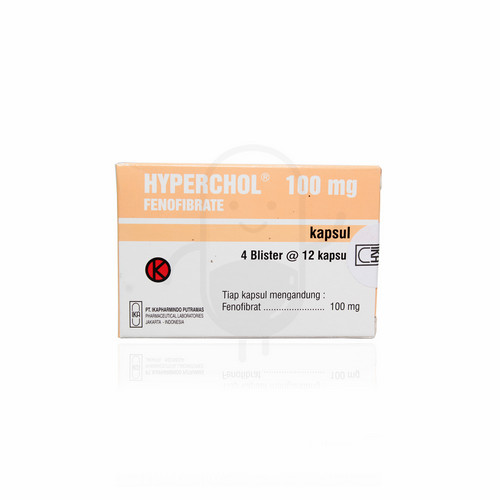 HYPERCHOL® 100 mg
FENOFIBRATE
kapsul
4 Blister @ 12 kapsu
K
Tiap kapsul mengandung :
Fenofibrat ........................ 100 mg
IKA
PT. IKAPHARMINDO PUTRAMAS
PHARMACEUTICAL LABORATORIES
JAKARTA - INDONESIA